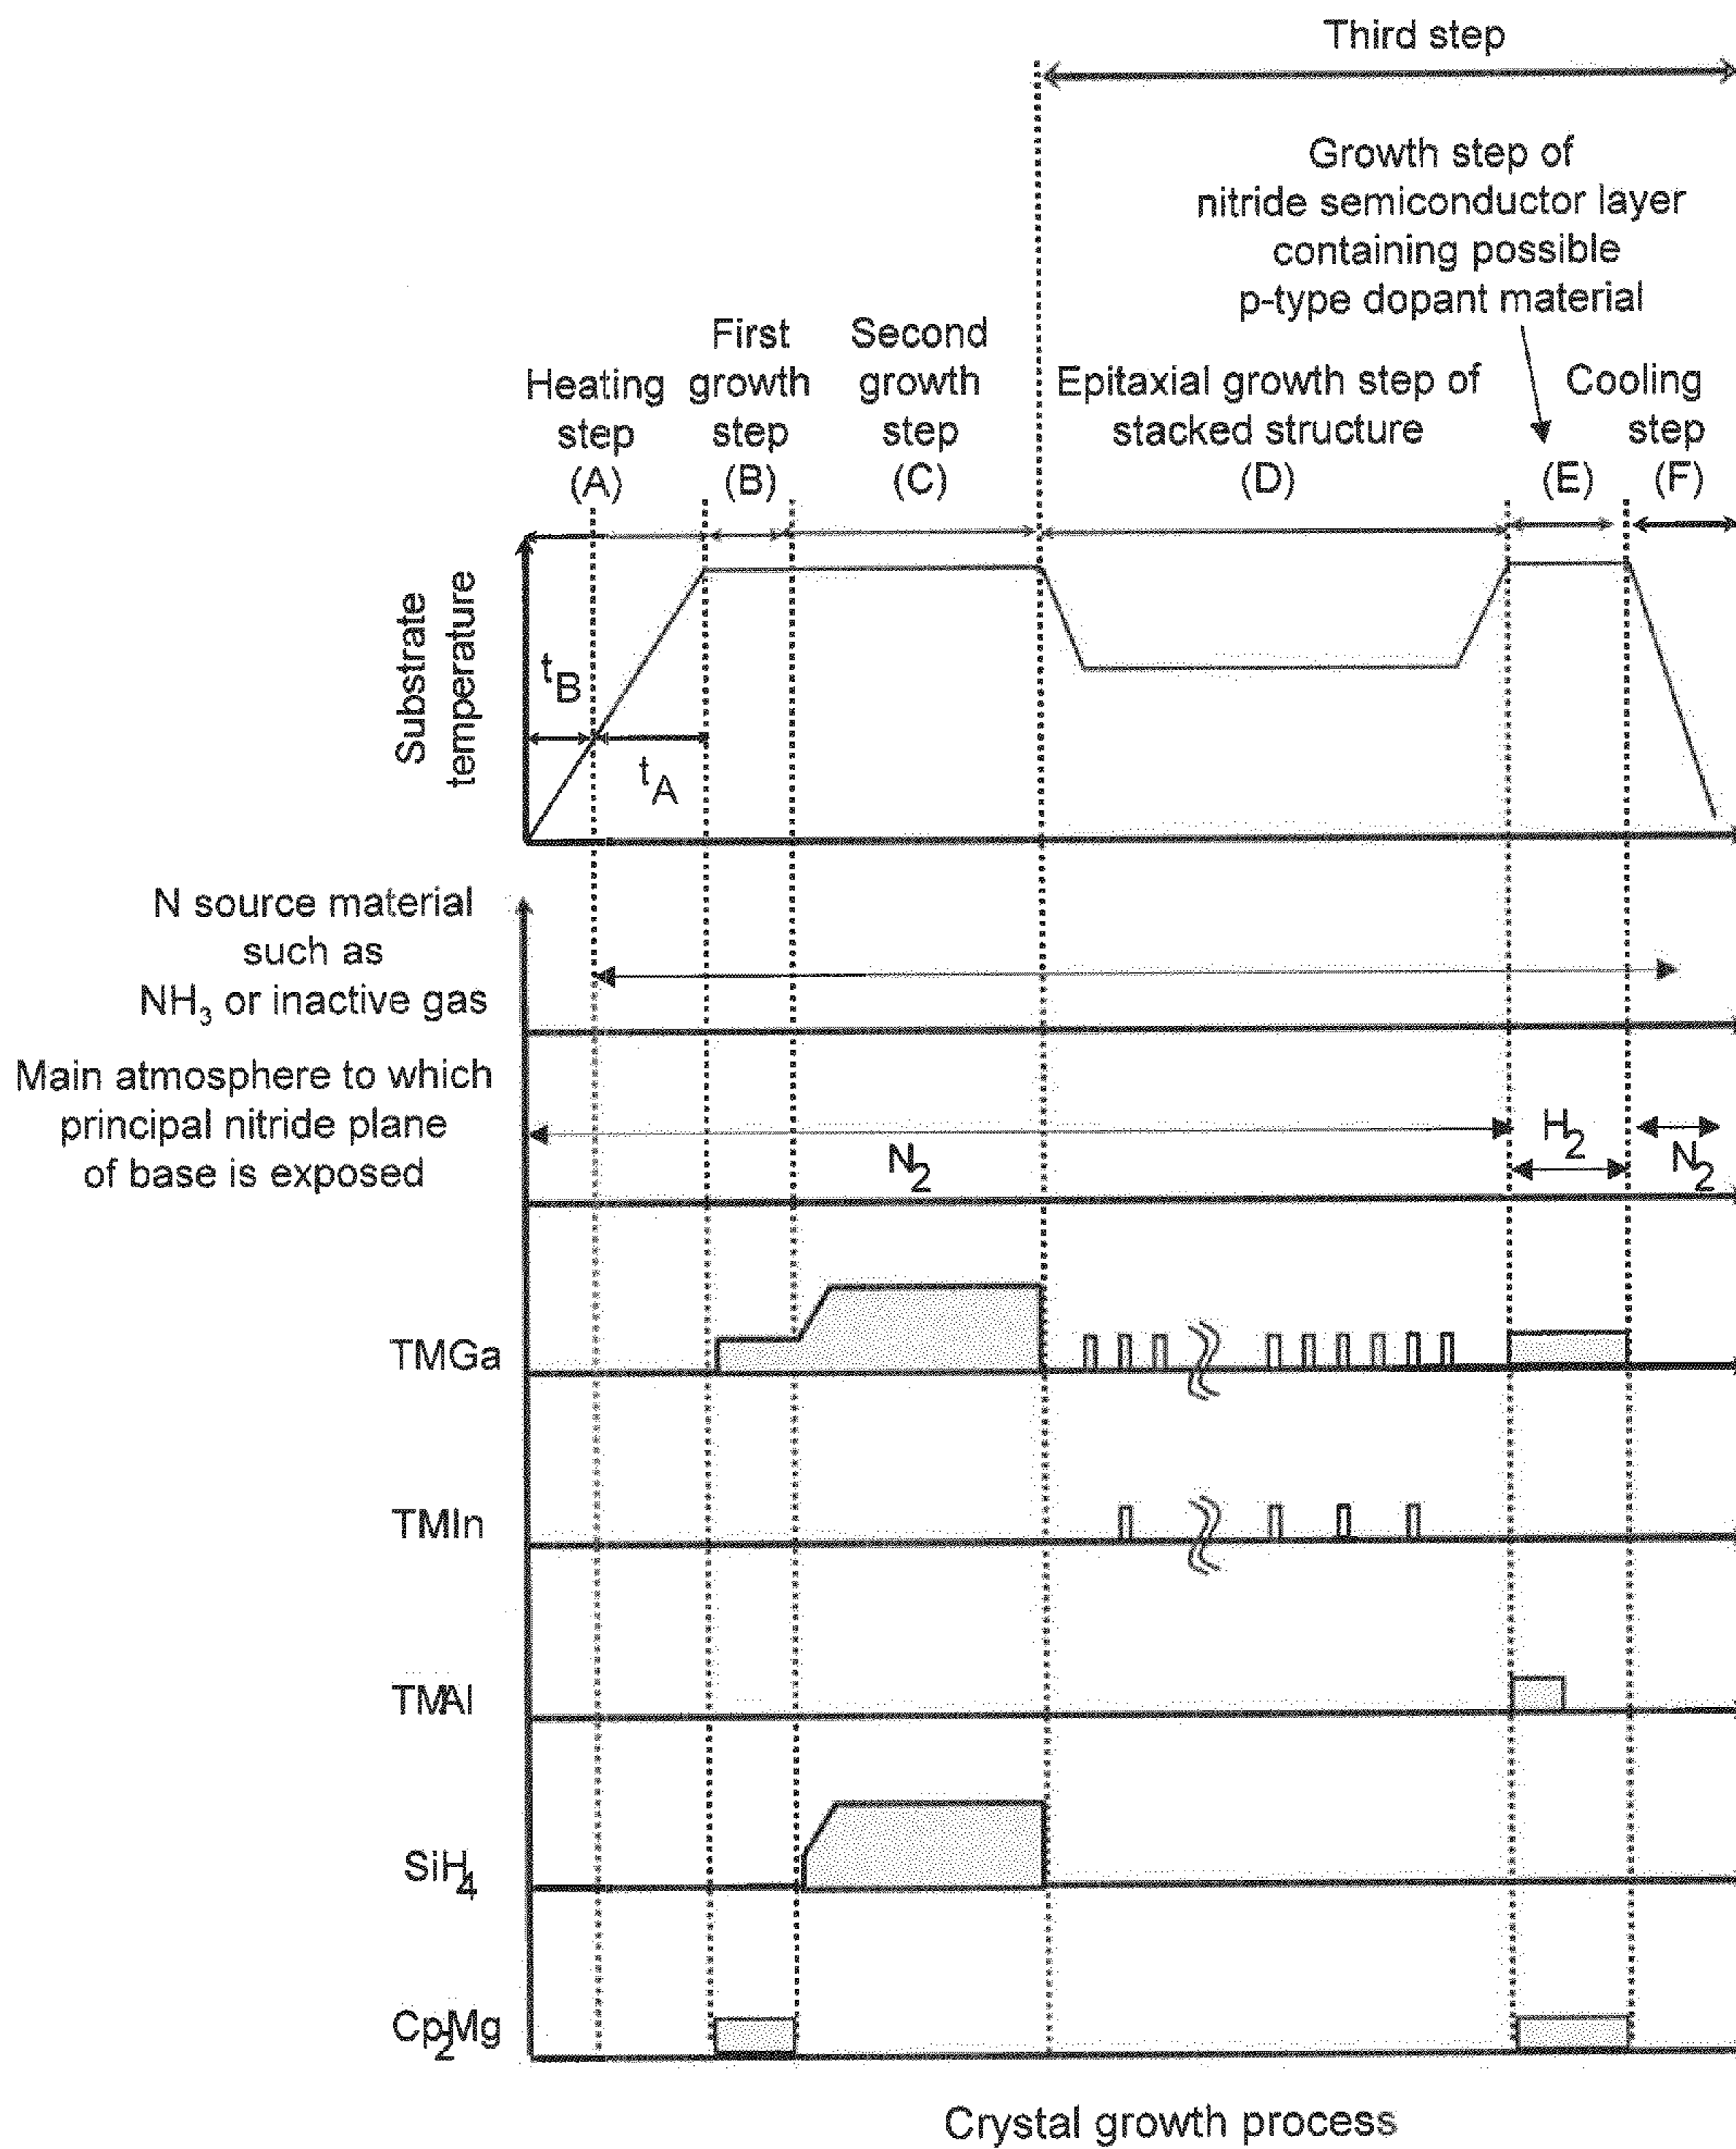 Third step
Growth step of
nitride semiconductor layer
containing possible
p-type dopant material
Heating
step
(A)
First
growth
step
(B)
Second
growth
step
(C)
Epitaxial growth step of
stacked structure
(D)
(E)
Cooling
step
(F)
Substrate
temperature
tB
tA
N source material
such as
NH3 or inactive gas
Main atmosphere to which
principal nitride plane
of base is exposed
N2
H2
N2
TMGa
TMIn
TMAl
SiH4
Cp2Mg
Crystal growth process